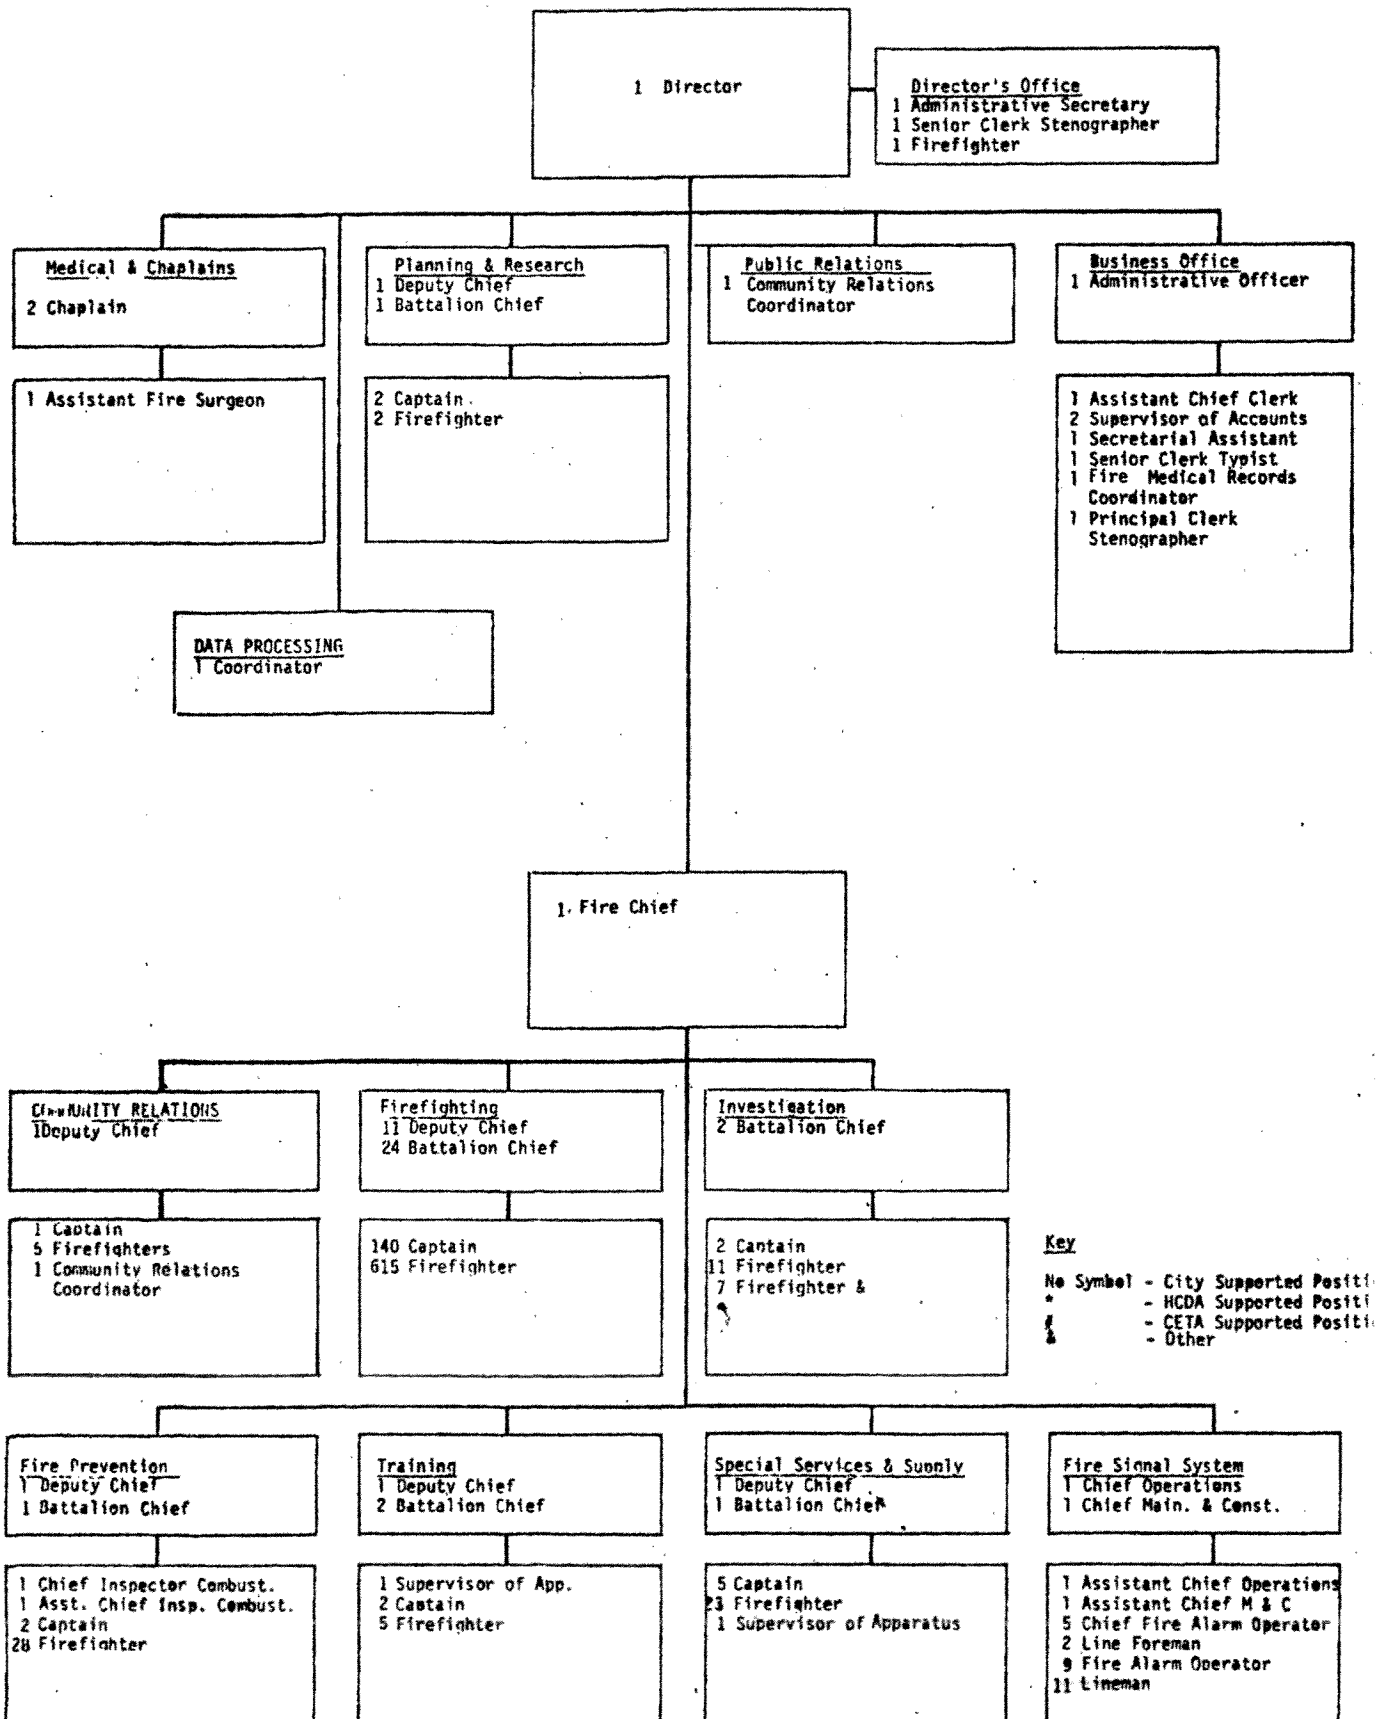 1 Director
Director's Office
1 Administrative Secretary
1 Senior Clerk Stenographer
1 Firefighter
Medical & Chaplains
2 Chaplain
1 Assistant Fire Surgeon
Planning & Research
1 Deputy Chief
1 Battalion Chief
2 Captain
2 Firefighter
Public Relations
1 Community Relations
Coordinator
Business Office
1 Administrative Officer
1 Assistant Chief Clerk
2 Supervisor of Accounts
1 Secretarial Assistant
1 Senior Clerk Typist
1 Fire Medical Records
Coordinator
1 Principal Clerk
Stenographer
DATA PROCESSING
1 Coordinator
1. Fire Chief
COMMUNITY RELATIONS
1Deputy Chief
1 Captain
5 Firefighters
1 Community Relations
Coordinator
Firefighting
11 Deputy Chief
24 Battalion Chief
140 Captain
615 Firefighter
Investigation
2 Battalion Chief
2 Captain
11 Firefighter
7 Firefighter &
Key
No Symbol - City Supported Positi
* - HCDA Supported Positi
# - CETA Supported Positi
& - Other
Fire Prevention
1 Deputy Chief
1 Battalion Chief
1 Chief Inspector Combust.
1 Asst. Chief Insp. Combust.
2 Captain
28 Firefighter
Training
1 Deputy Chief
2 Battalion Chief
1 Supervisor of App.
2 Captain
5 Firefighter
Special Services & Supply
1 Deputy Chief
1 Battalion Chief
5 Captain
23 Firefighter
1 Supervisor of Apparatus
Fire Signal System
1 Chief Operations
1 Chief Main. & Const.
1 Assistant Chief Operations
1 Assistant Chief M & C
5 Chief Fire Alarm Operator
2 Line Foreman
9 Fire Alarm Operator
11 Lineman